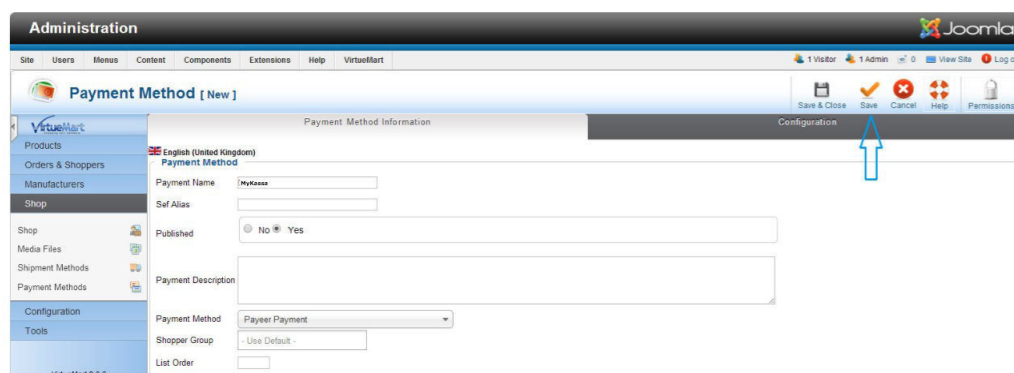 Administration
Joomla
Site Users Menus Content Components Extensions Help VirtueMart 1 Visitor 1 Admin 0 View Site Log o
Payment Method [ New ]
Save & Close Save Cancel Help Permissions
VirtueMart
Payment Method Information Configuration
Products
English (United Kingdom)
Orders & Shoppers
Payment Method
Manufacturers
Payment Name MyKassa
Shop
Sef Alias
Shop
Published No Yes
Media Files
Shipment Methods
Payment Description
Payment Methods
Configuration
Payment Method Payeer Payment
Tools
Shopper Group - Use Default -
List Order